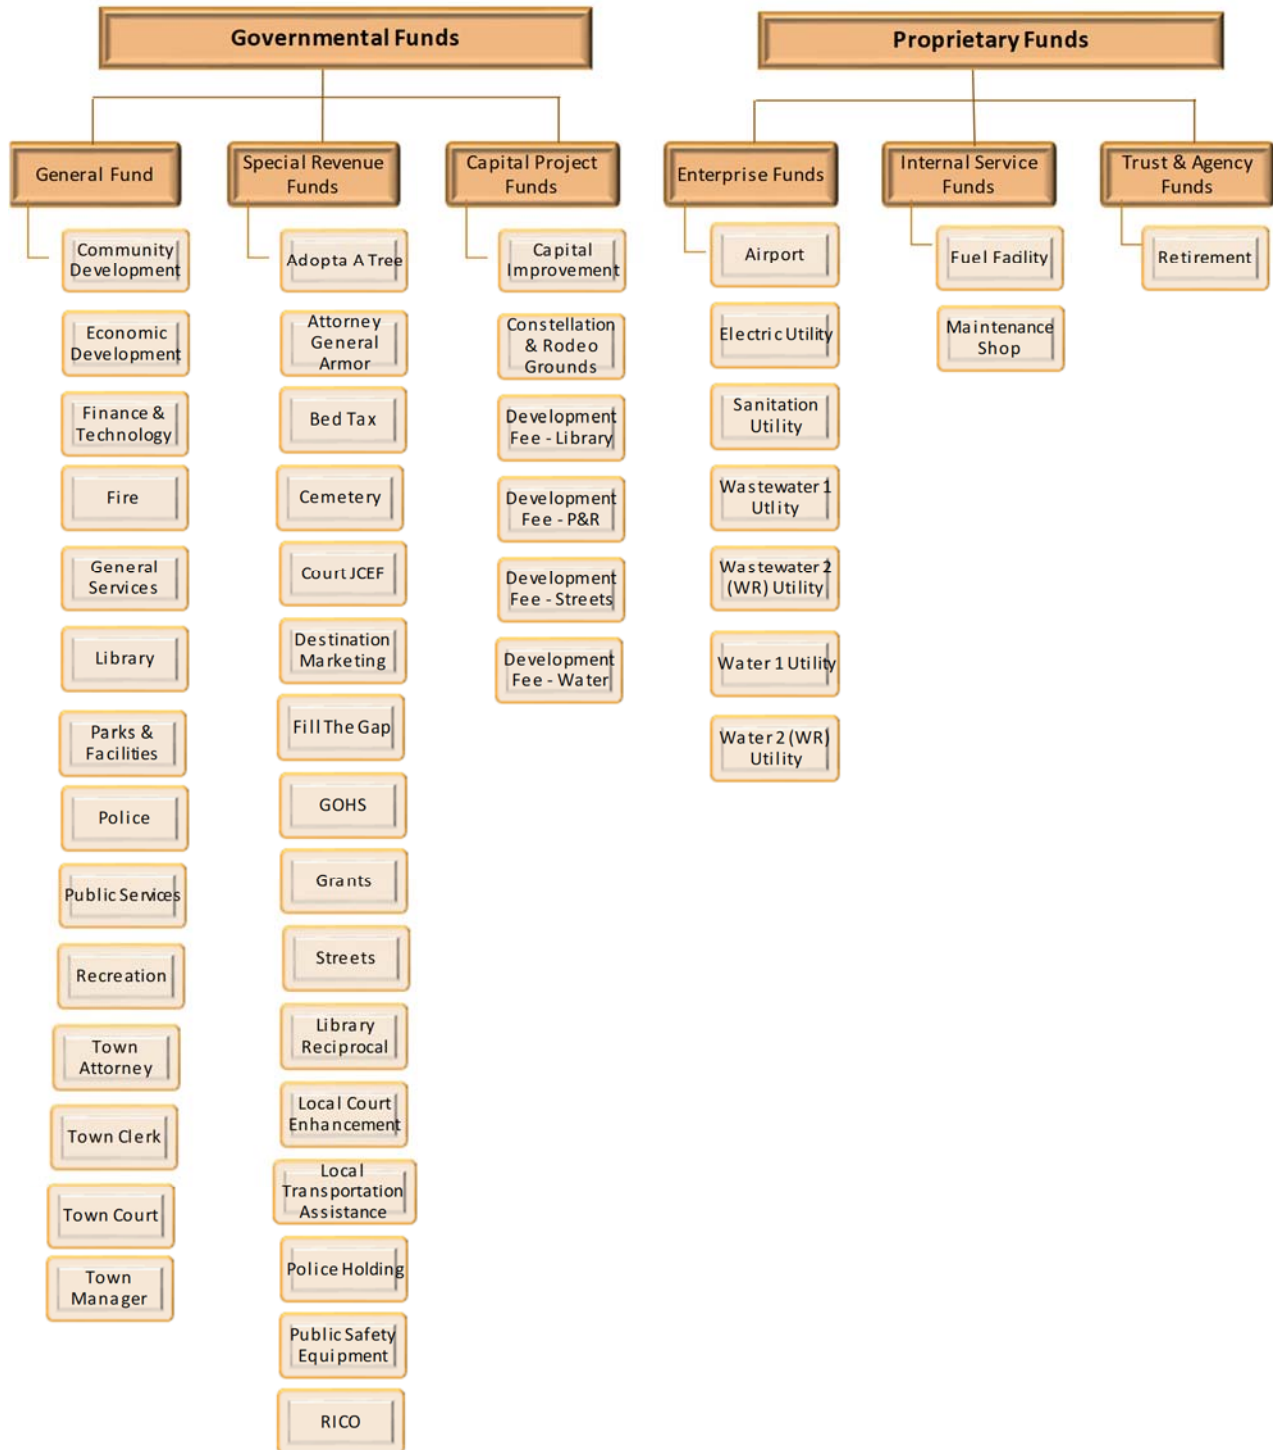 Governmental Funds
Proprietary Funds
General Fund
Special Revenue
Funds
Capital Project
Funds
Enterprise Funds
Internal Service
Funds
Trust & Agency
Funds
Community
Development
Economic
Development
Finance &
Technology
Fire
General
Services
Library
Parks &
Facilities
Police
Public Services
Recreation
Town
Attorney
Town Clerk
Town Court
Town
Manager
Adopt a A Tree
Attorney
General
Armor
Bed Tax
Cemetery
Court JCEF
Destination
Marketing
Fill The Gap
GOHS
Grants
Streets
Library
Reciprocal
Local Court
Enhancement
Local
Transportation
Assistance
Police Holding
Public Safety
Equipment
RICO
Capital
Improvement
Constellation
& Rodeo
Grounds
Development
Fee - Library
Development
Fee - P&R
Development
Fee - Streets
Development
Fee - Water
Airport
Electric Utility
Sanitation
Utility
Wastewater 1
Utlity
Wastewater 2
(WR) Utility
Water 1 Utility
Water 2 (WR)
Utility
Fuel Facility
Maintenance
Shop
Retirement